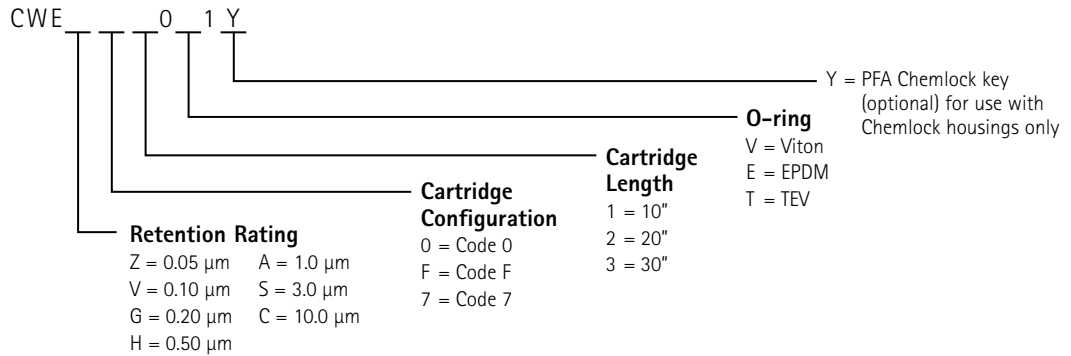 CWE_ _ _ 0 _ 1 Y
Y = PFA Chemlock key
(optional) for use with
Chemlock housings only
O-ring
V = Viton
E = EPDM
T = TEV
Cartridge
Length
1 = 10"
2 = 20"
3 = 30"
Cartridge
Configuration
0 = Code 0
F = Code F
7 = Code 7
Retention Rating
Z = 0.05 µm A = 1.0 µm
V = 0.10 µm S = 3.0 µm
G = 0.20 µm C = 10.0 µm
H = 0.50 µm